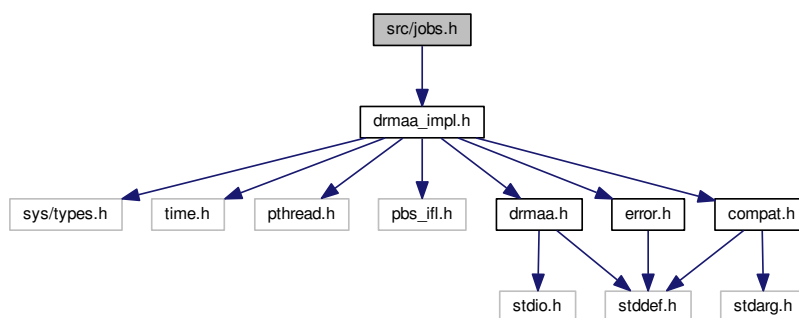 src/jobs.h
drmaa_impl.h
sys/types.h
time.h
pthread.h
pbs_ifl.h
drmaa.h
error.h
compat.h
stdio.h
stddef.h
stdarg.h